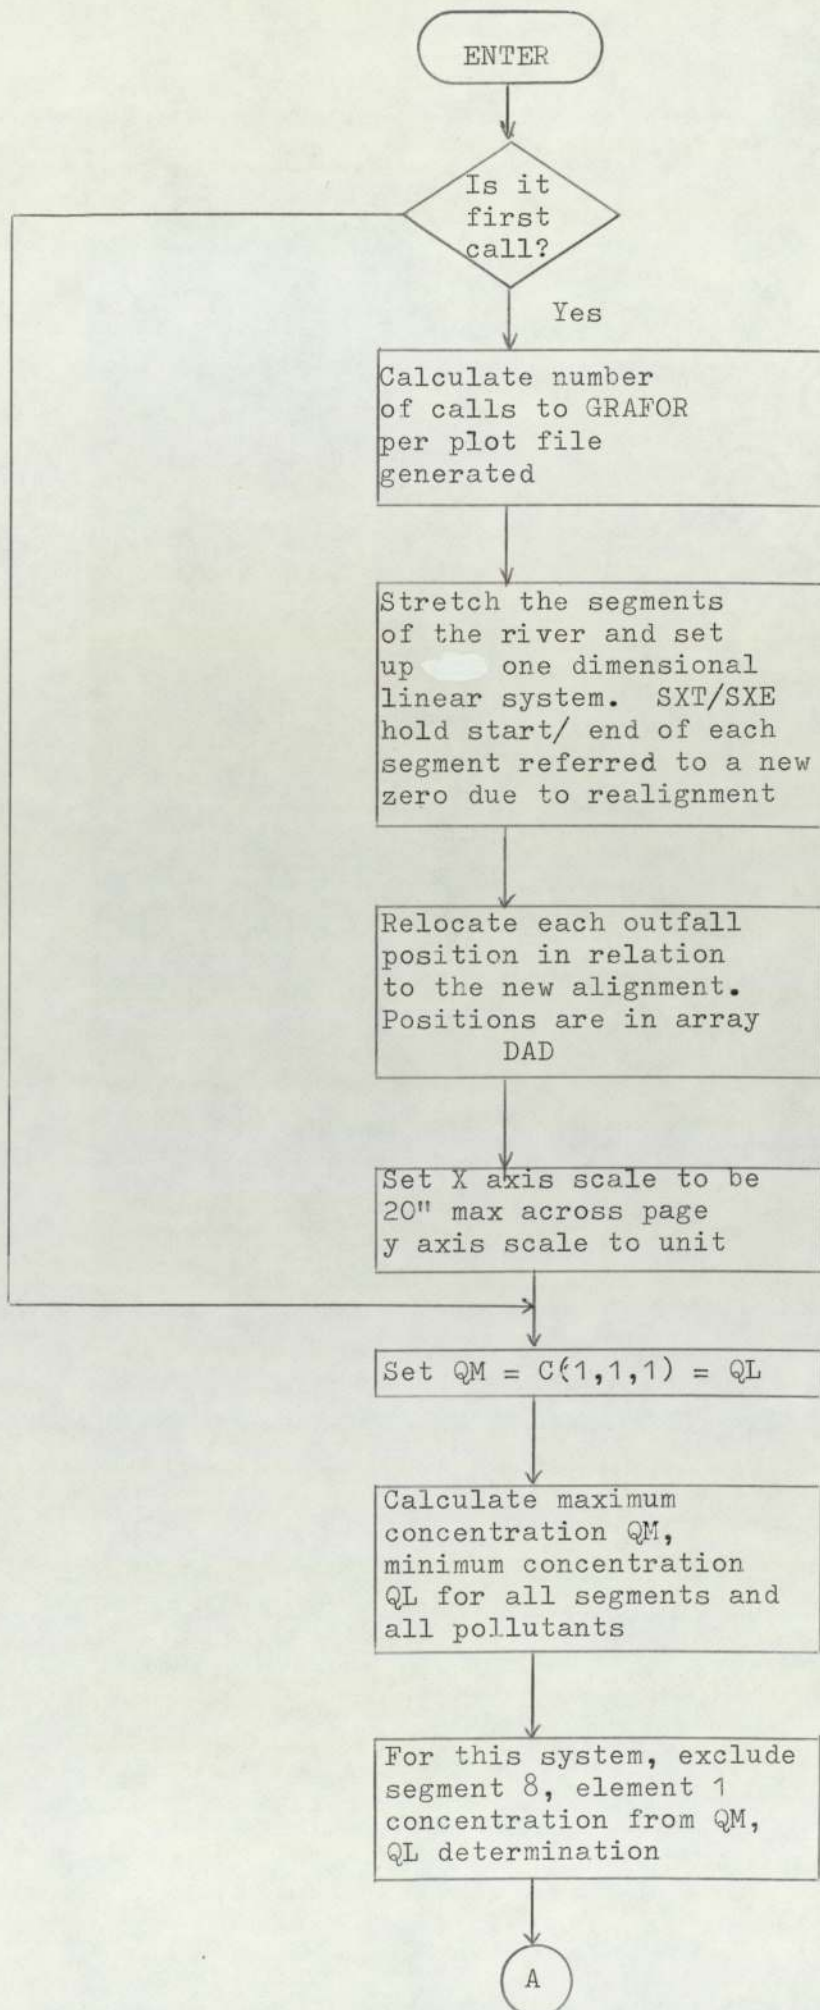 ENTER
Is it
first
call?
Yes
Calculate number
of calls to GRAFOR
per plot file
generated
Stretch the segments
of the river and set
up one dimensional
linear system. SXT/SXE
hold start/ end of each
segment referred to a new
zero due to realignment
Relocate each outfall
position in relation
to the new alignment.
Positions are in array
DAD
Set X axis scale to be
20" max across page
y axis scale to unit
Set QM = C(1,1,1) = QL
Calculate maximum
concentration QM,
minimum concentration
QL for all segments and
all pollutants
For this system, exclude
segment 8, element 1
concentration from QM,
QL determination
A